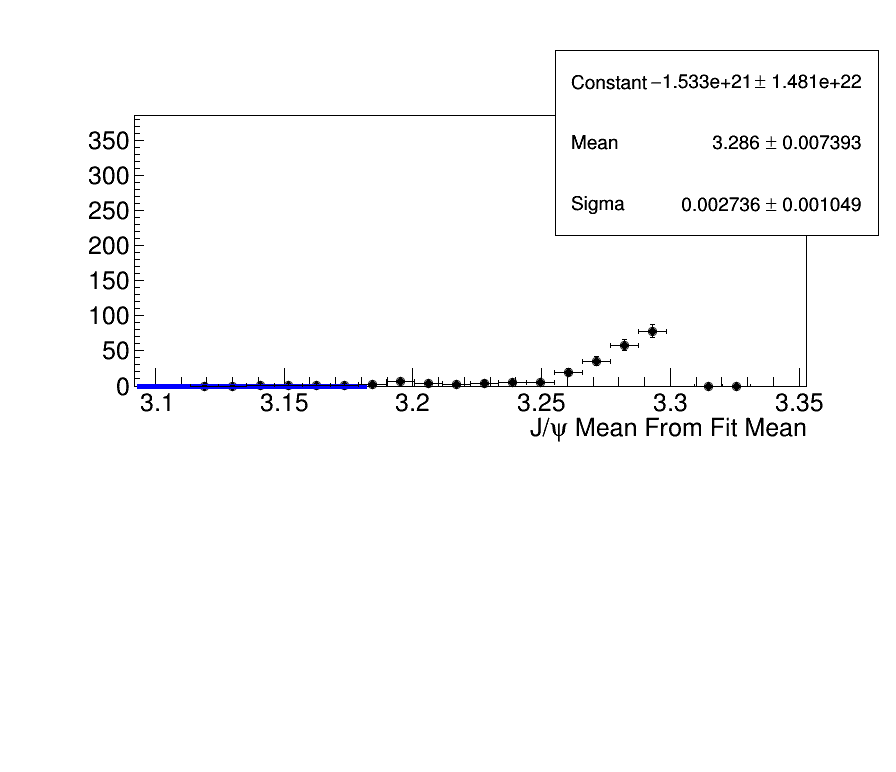 Constant −1.533e+21 ± 1.481e+22
Mean 3.286 ± 0.007393
Sigma 0.002736 ± 0.001049
350
300
250
200
150
100
50
0
3.1 3.15 3.2 3.25 3.3 3.35
J/ψ Mean From Fit Mean